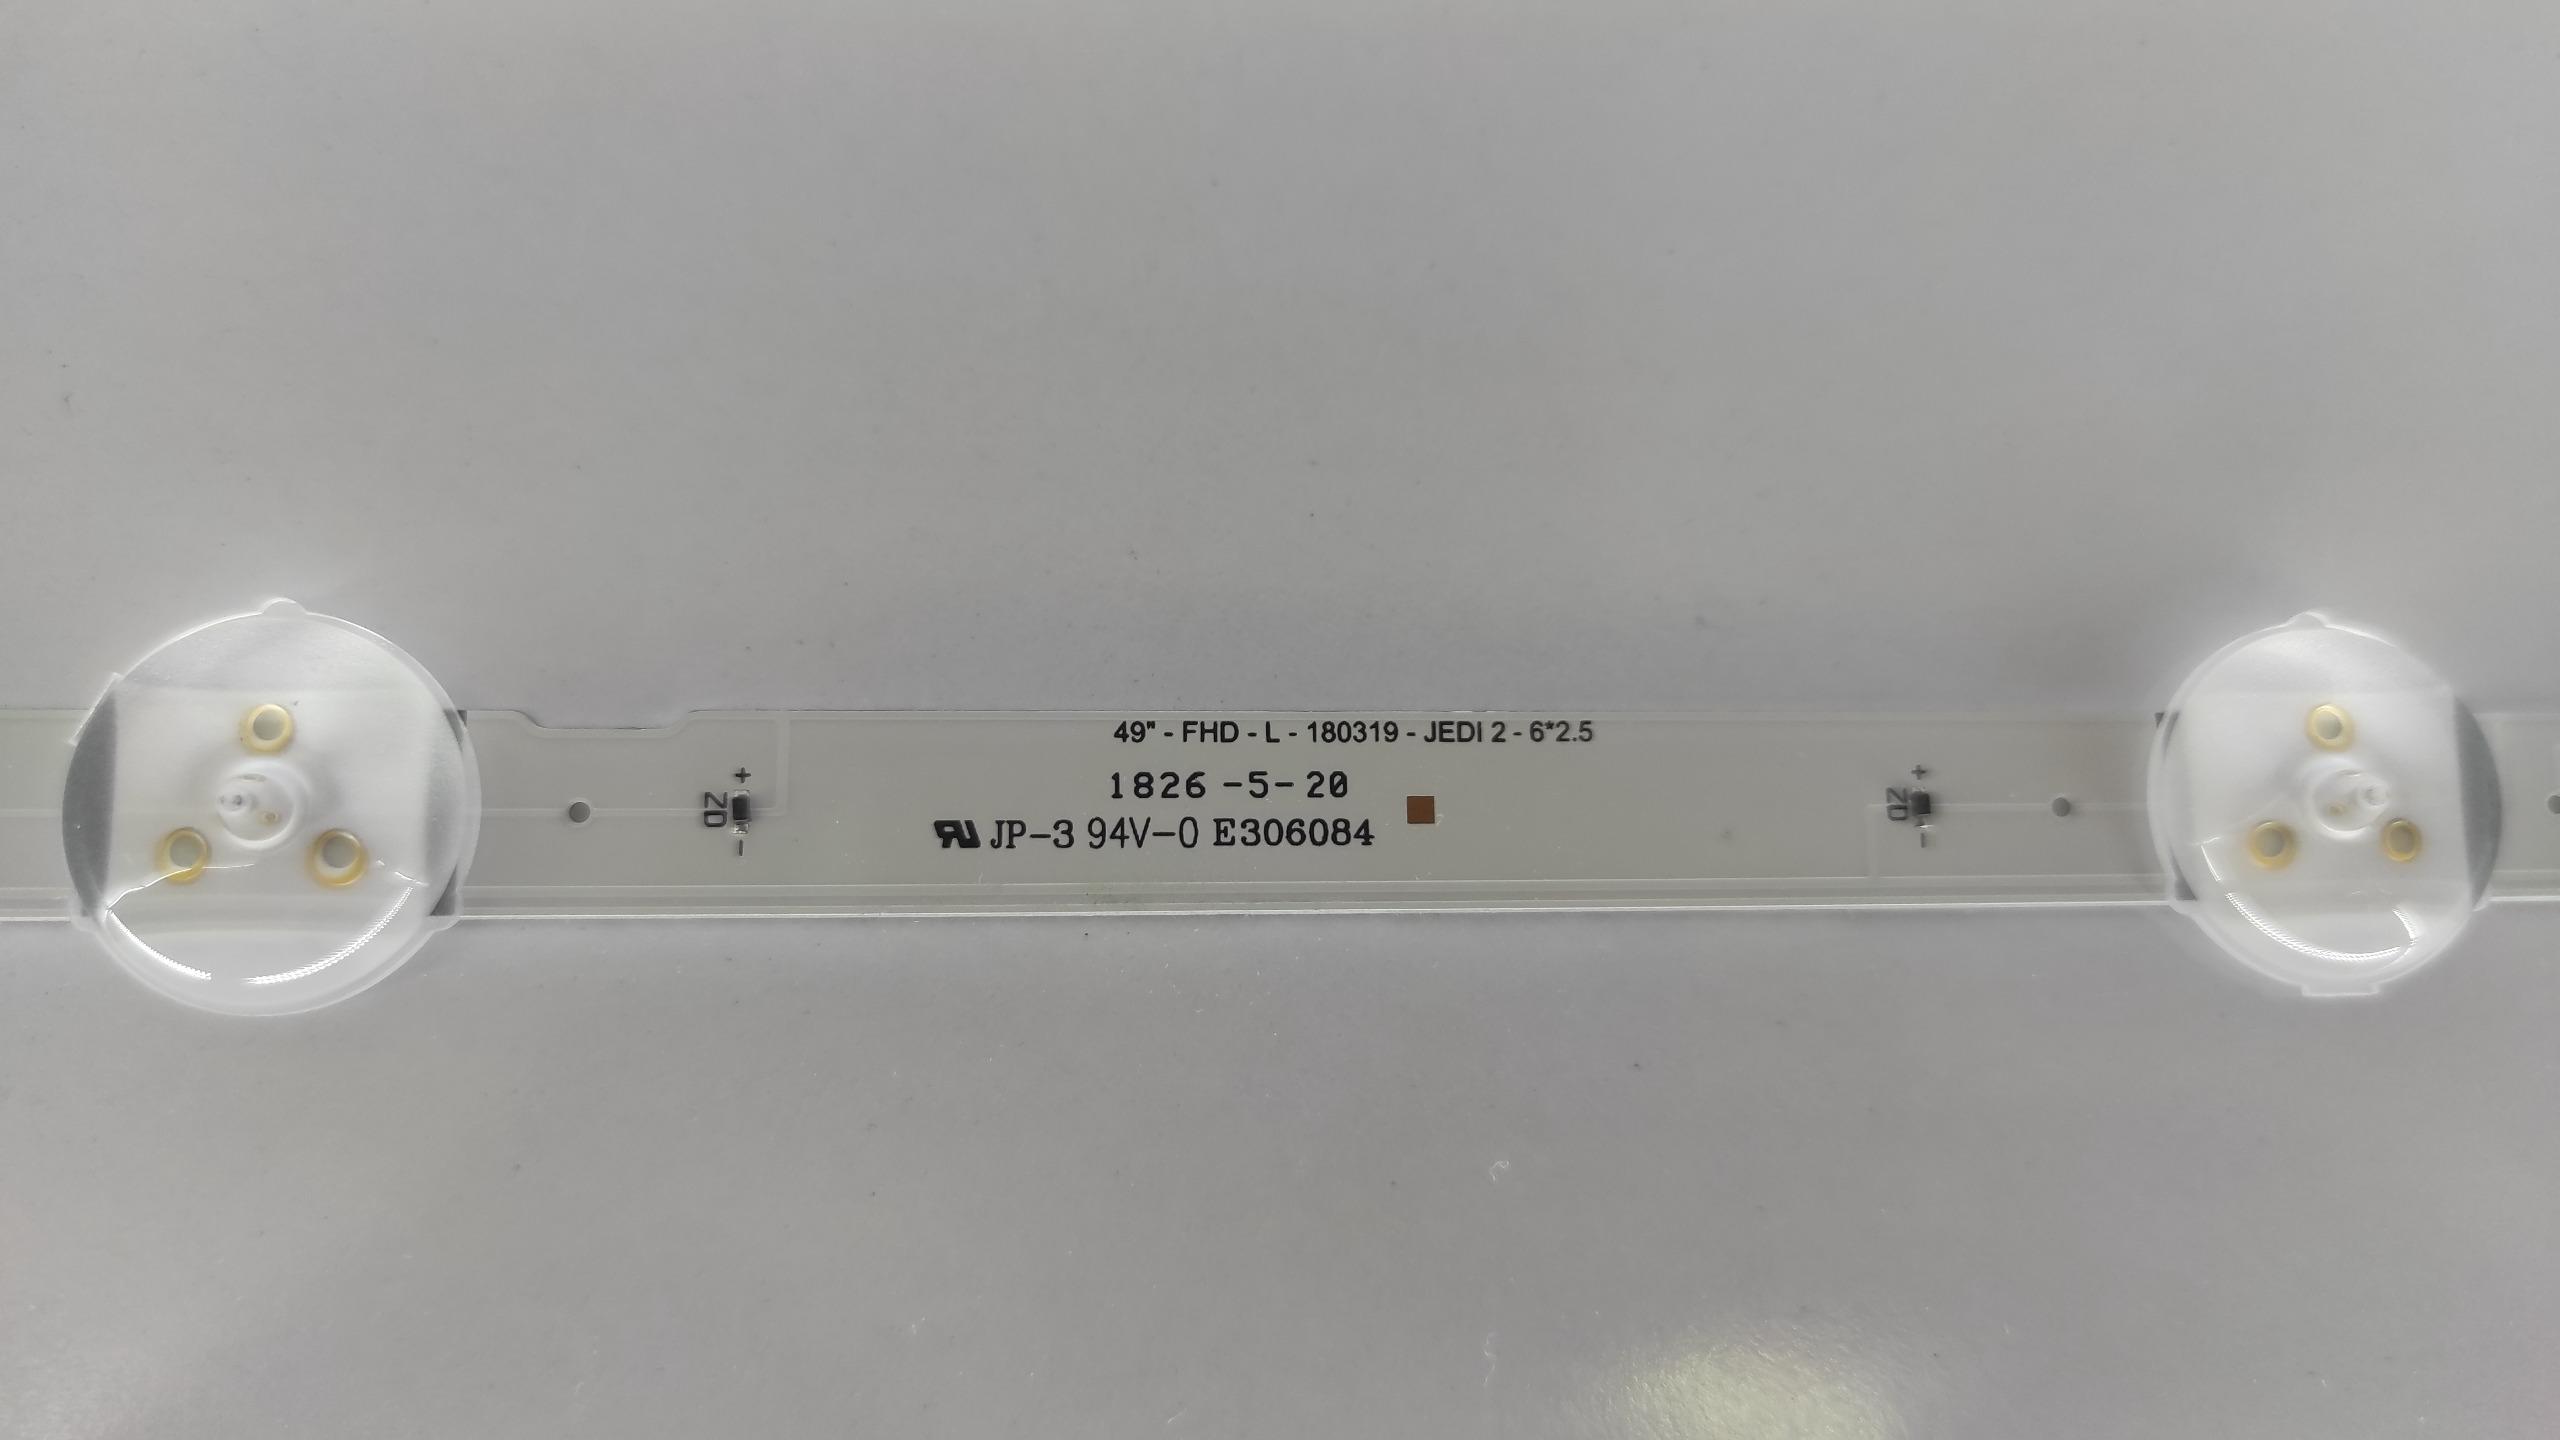 49" - FHD - L - 180319 - JEDI 2 - 6*2.5
1826 -5- 20
JP-3 94V-0 E306084
+
ZD
-
+
ZD
-